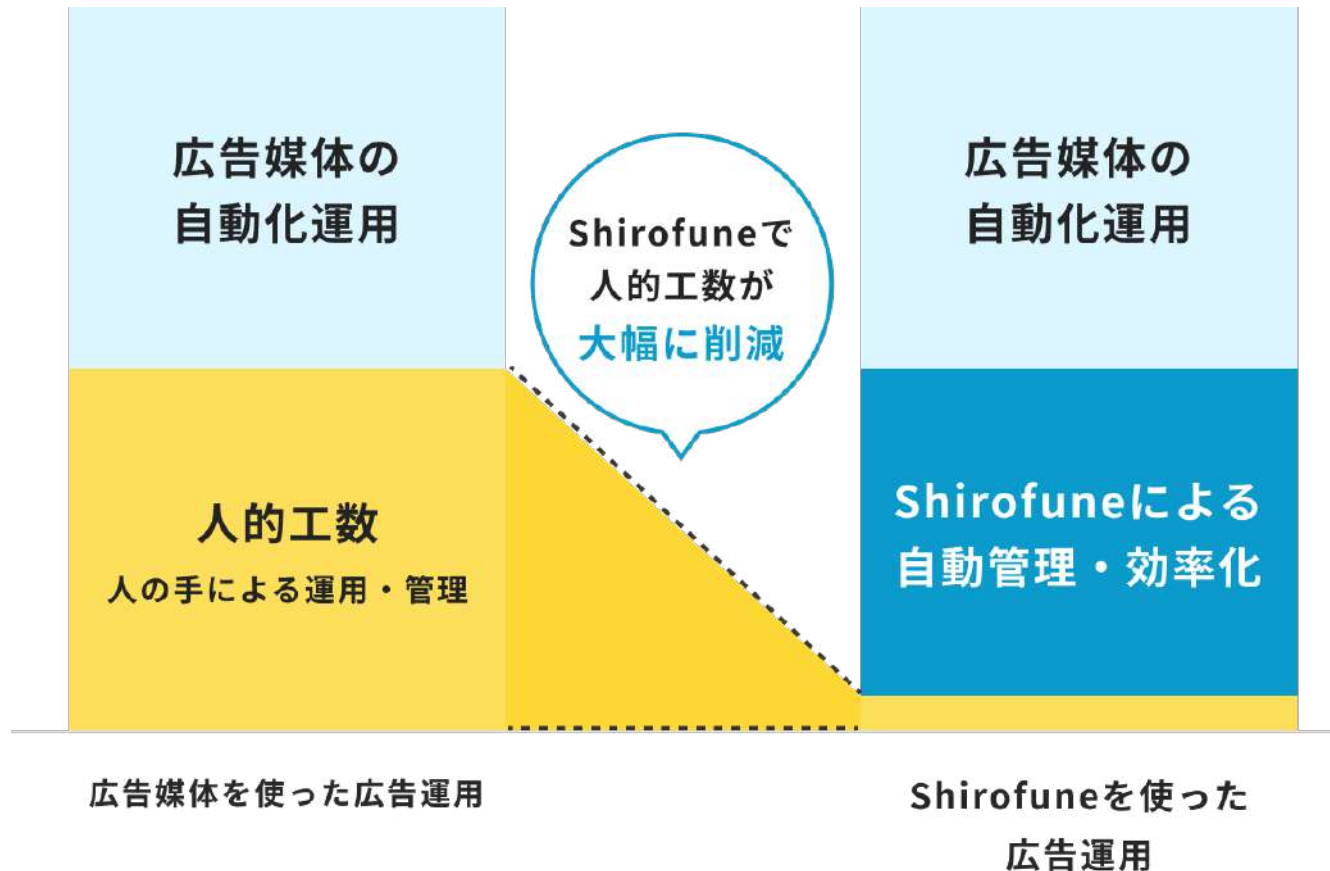 広告媒体の
自動化運用
人的工数
人の手による運用・管理
Shirofuneで
人的工数が
大幅に削減
広告媒体の
自動化運用
Shirofuneによる
自動管理・効率化
広告媒体を使った広告運用
Shirofuneを使った
広告運用